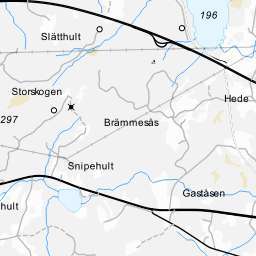 196
Slätthult
Storskogen
Hede
297
Brämmesås
Snipehult
Gaståsen
hult